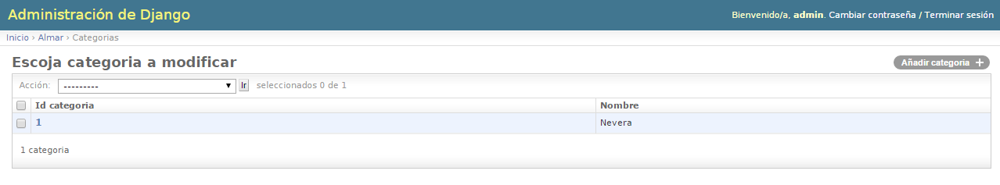 Administración de Django
Bienvenido/a, admin. Cambiar contraseña / Terminar sesión
Inicio › Almar › Categorias
Escoja categoria a modificar
Añadir categoria +
Acción: --------- Ir seleccionados 0 de 1
Id categoria Nombre
1 Nevera
1 categoria